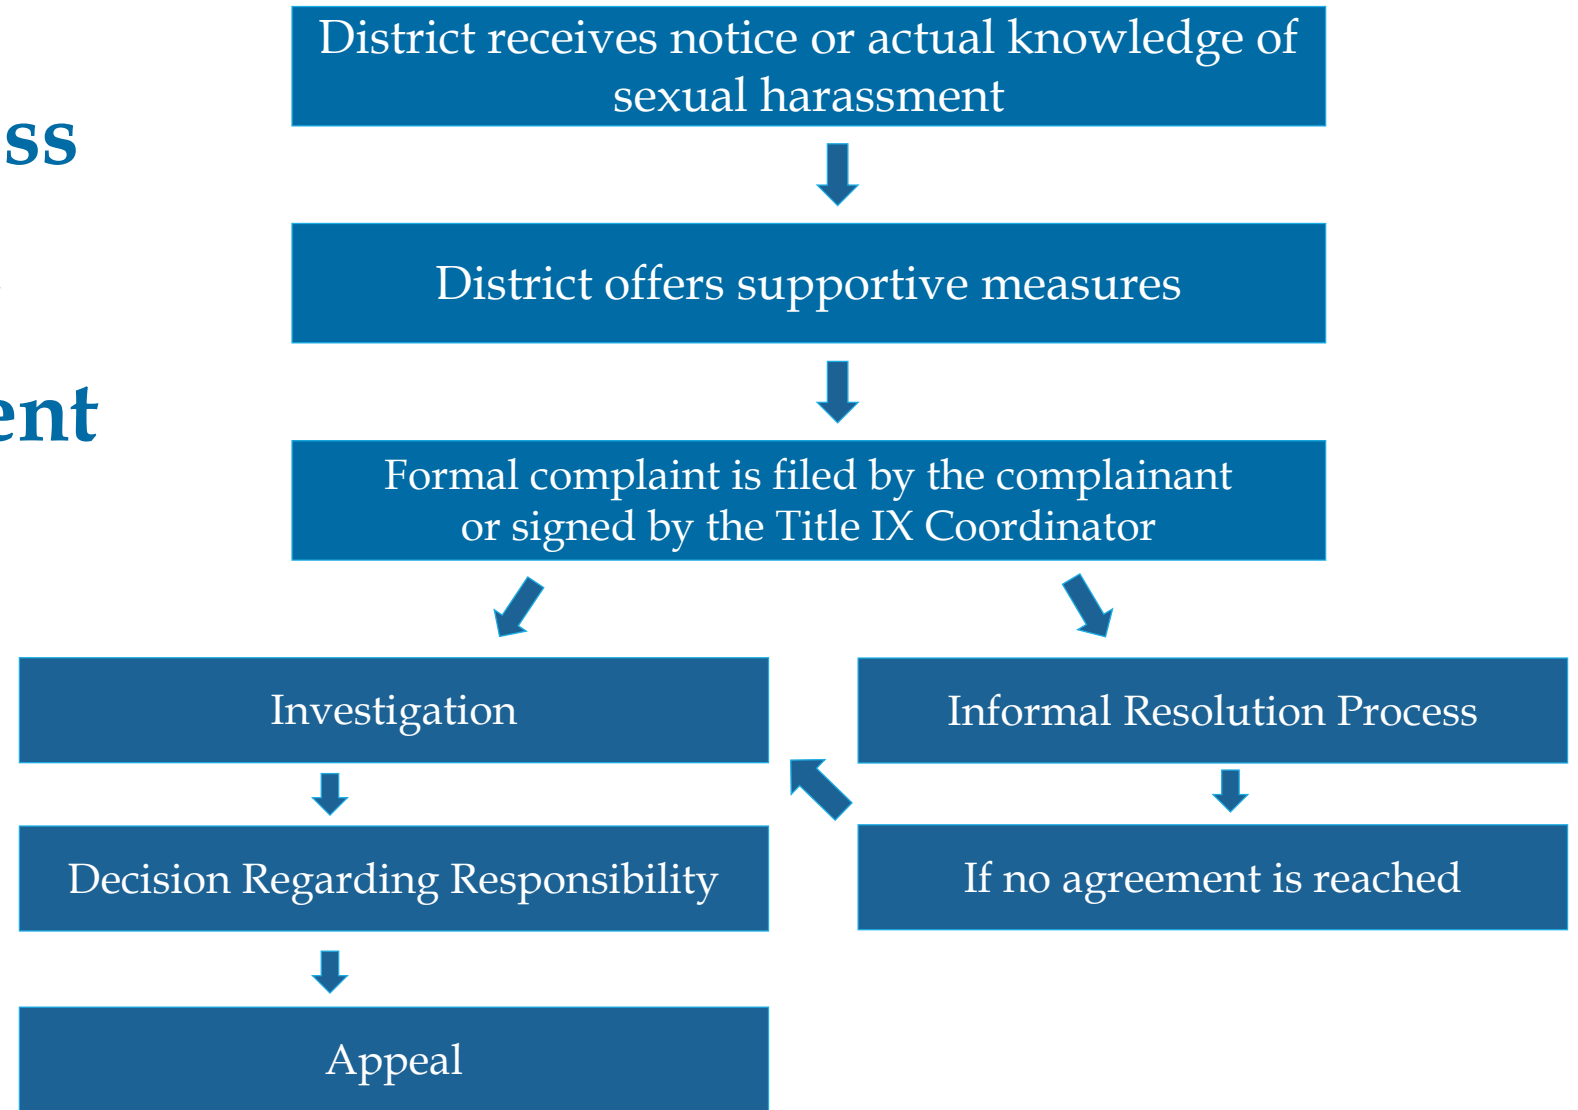 ss
ent
District receives notice or actual knowledge of
sexual harassment
District offers supportive measures
Formal complaint is filed by the complainant
or signed by the Title IX Coordinator
Investigation
Informal Resolution Process
Decision Regarding Responsibility
If no agreement is reached
Appeal